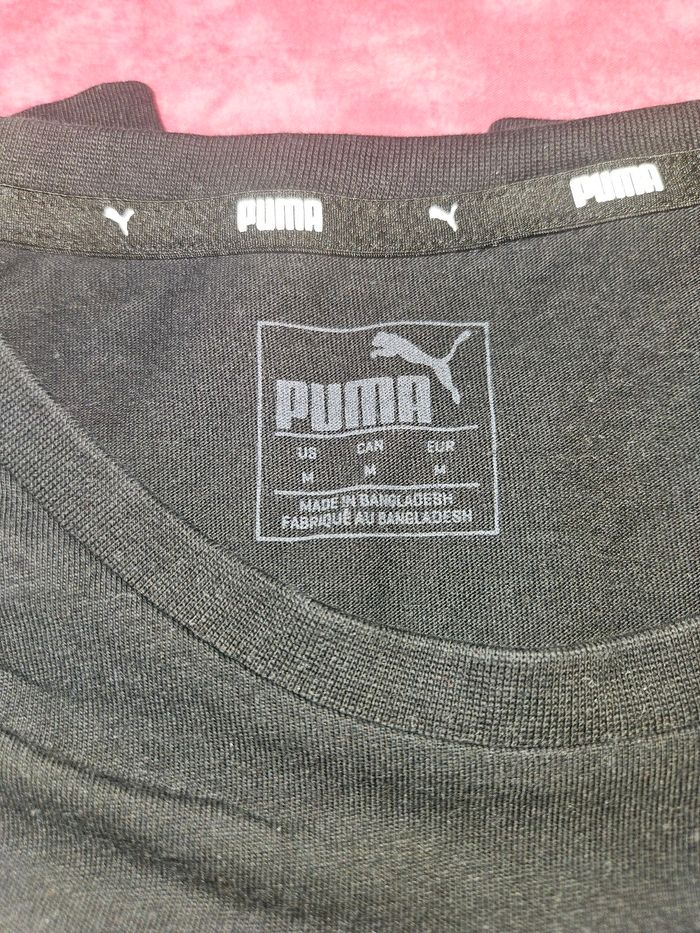 PUMA PUMA
PUMA
US CAN EUR
M M M
MADE IN BANGLADESH
FABRIQUÉ AU BANGLADESH